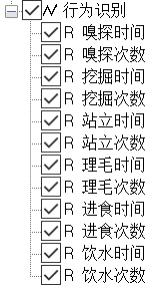 行为识别
R 嗅探时间
R 嗅探次数
R 挖掘时间
R 挖掘次数
R 站立时间
R 站立次数
R 理毛时间
R 理毛次数
R 进食时间
R 进食次数
R 饮水时间
R 饮水次数